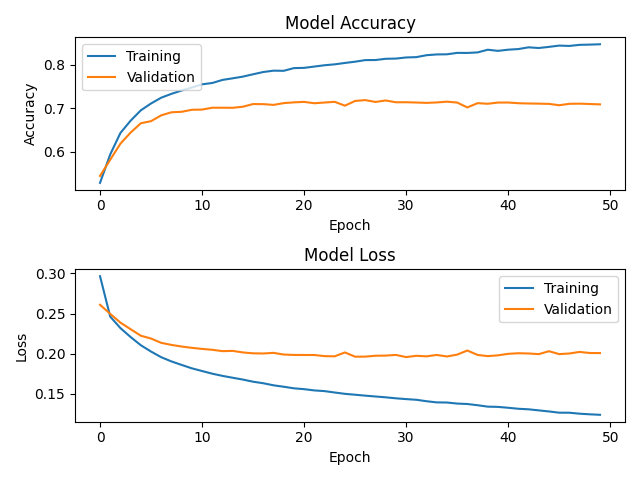 Model Accuracy
Training
Validation
0.8
0.7
0.6
Accuracy
0 10 20 30 40 50
Epoch
Model Loss
Training
Validation
0.30
0.25
0.20
0.15
Loss
0 10 20 30 40 50
Epoch